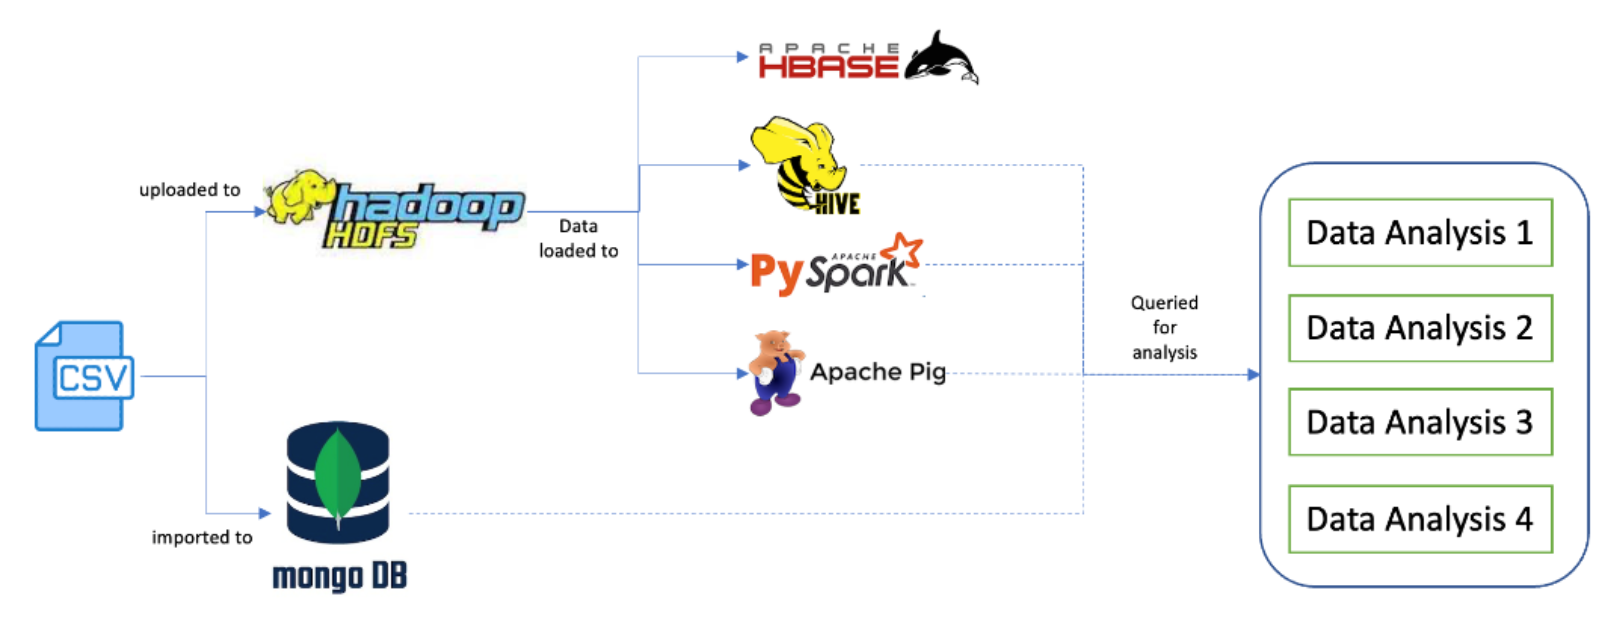 APACHE
HBASE
uploaded to
hadoop
HDFS
HIVE
Data
loaded to
APACHE
PySpark
Queried
for
analysis
Apache Pig
CSV
imported to
mongo DB
Data Analysis 1
Data Analysis 2
Data Analysis 3
Data Analysis 4